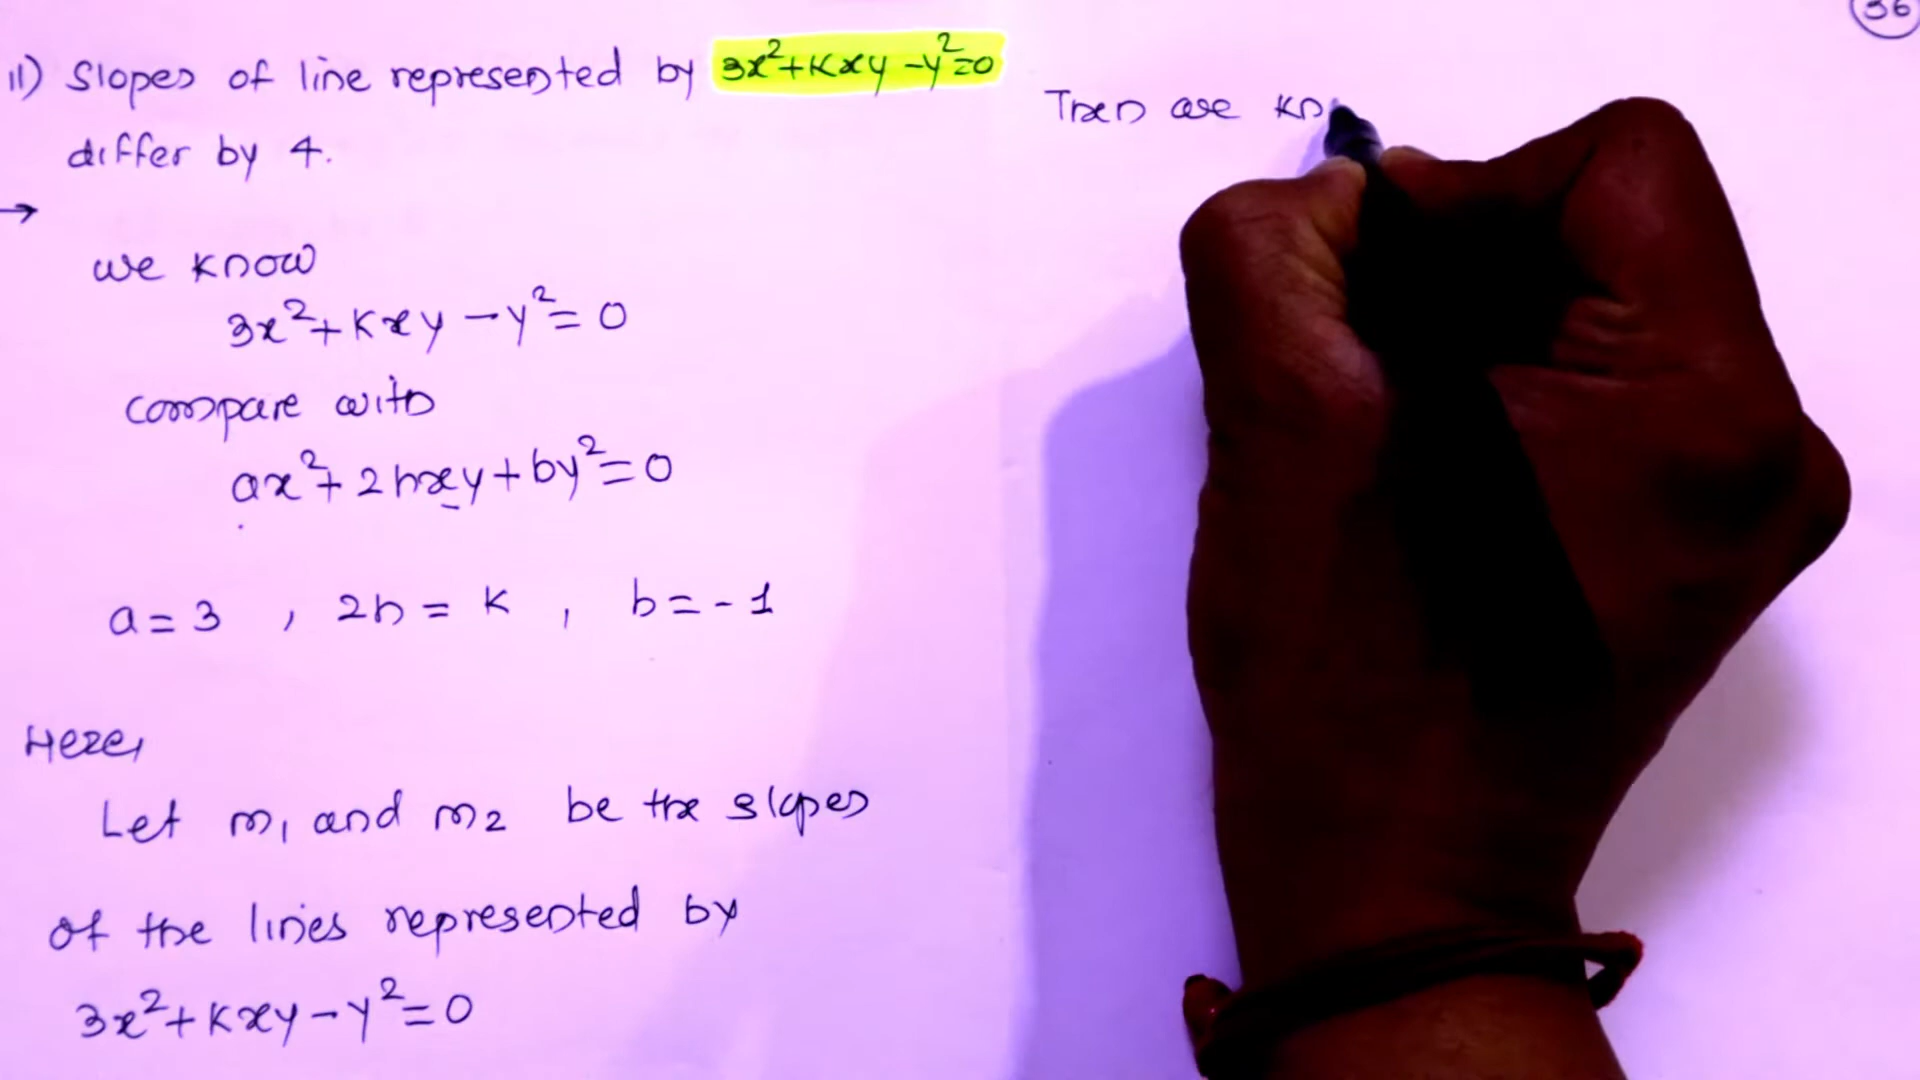 11) Slopes of line represented by 3x²+kxy-y²=0
differ by 4.
→
we know
3x²+kxy-y²=0
compare with
ax²+2hxy+by²=0
a=3 , 2h=k , b=-1
Here,
Let m₁ and m₂ be the slopes
of the lines represented by
3x²+kxy-y²=0
Then we kn
36